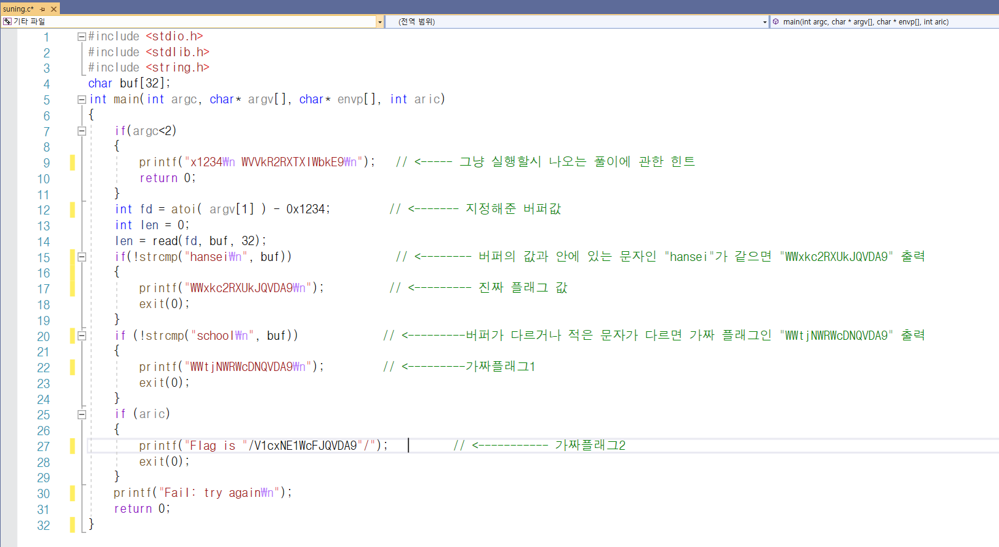 suning.c*
기타 파일 (전역 범위) main(int argc, char * argv[], char * envp[], int aric)
1 #include <stdio.h>
2 #include <stdlib.h>
3 #include <string.h>
4 char buf[32];
5 int main(int argc, char* argv[], char* envp[], int aric)
6 {
7 if(argc<2)
8 {
9 printf("x1234₩n WVVkR2RXTXlWbkE9₩n"); // <----- 그냥 실행할시 나오는 풀이에 관한 힌트
10 return 0;
11 }
12 int fd = atoi( argv[1] ) - 0x1234; // <------- 지정해준 버퍼값
13 int len = 0;
14 len = read(fd, buf, 32);
15 if(!strcmp("hansei₩n", buf)) // <-------- 버퍼의 값과 안에 있는 문자인 "hansei"가 같으면 "WWxkc2RXUkJQVDA9" 출력
16 {
17 printf("WWxkc2RXUkJQVDA9₩n"); // <--------- 진짜 플래그 값
18 exit(0);
19 }
20 if (!strcmp("school₩n", buf)) // <---------버퍼가 다르거나 적은 문자가 다르면 가짜 플래그인 "WWtjNWRWcDNQVDA9" 출력
21 {
22 printf("WWtjNWRWcDNQVDA9₩n"); // <---------가짜플래그1
23 exit(0);
24 }
25 if (aric)
26 {
27 printf("Flag is "/V1cxNE1WcFJQVDA9"/"); // <----------- 가짜플래그2
28 exit(0);
29 }
30 printf("Fail: try again₩n");
31 return 0;
32 }